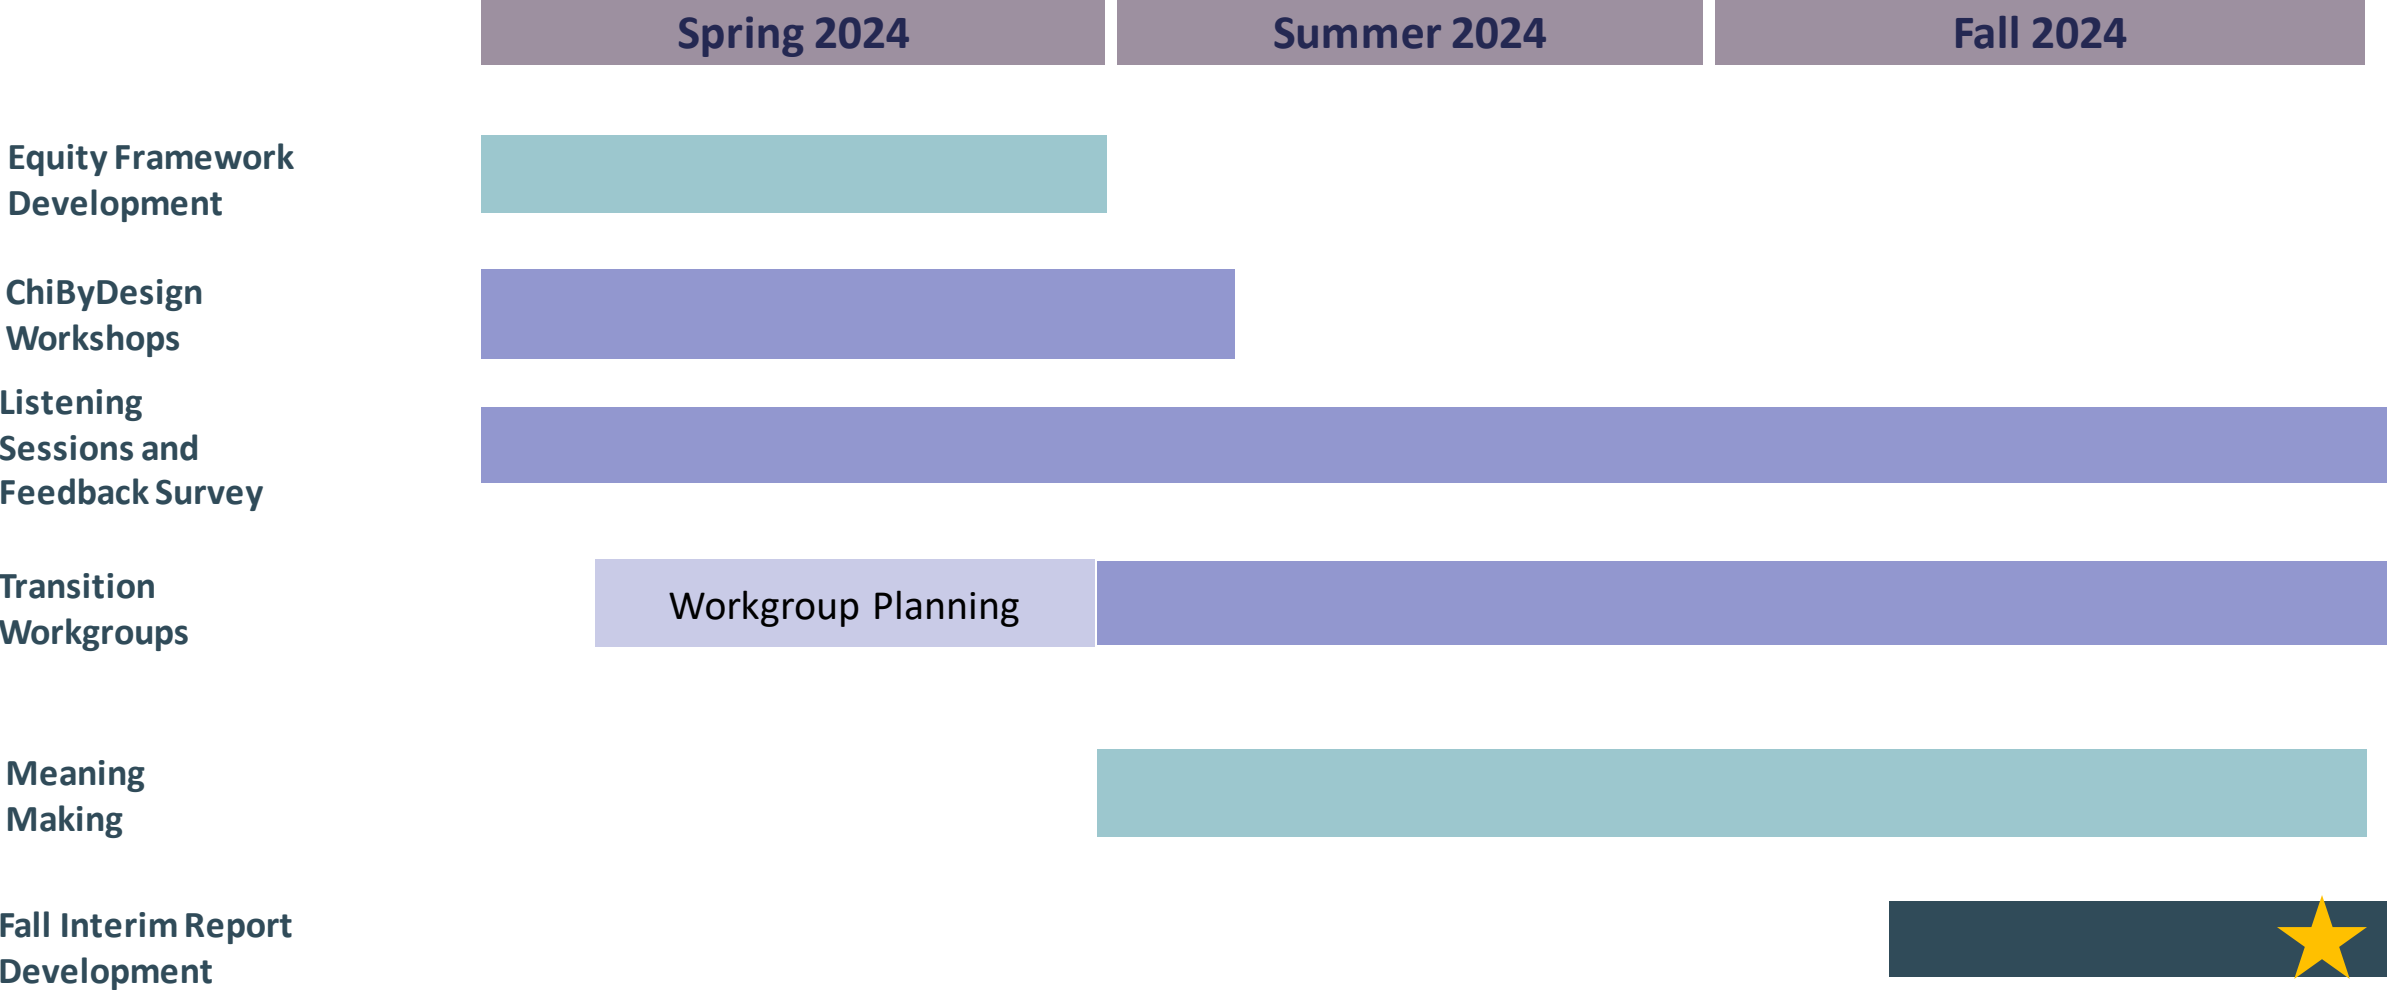 Spring 2024
Summer 2024
Fall 2024
Equity Framework
Development
ChiByDesign
Workshops
Listening
Sessions and
Feedback Survey
Transition
Workgroups
Workgroup Planning
Meaning
Making
Fall Interim Report
Development